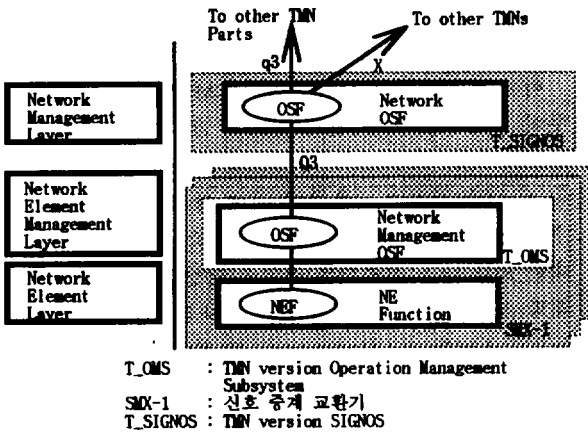 To other TMN
Parts
To other TMNs
q3
X
Network
Management
Layer
OSF
Network
OSF
T_SIGNOS
Q3
Network
Element
Management
Layer
OSF
Network
Management
OSF
T_OMS
Network
Element
Layer
NEF
NE
Function
SMX-1
T_OMS : TMN version Operation Management
Subsystem
SMX-1 : 신호 중계 교환기
T_SIGNOS : TMN version SIGNOS